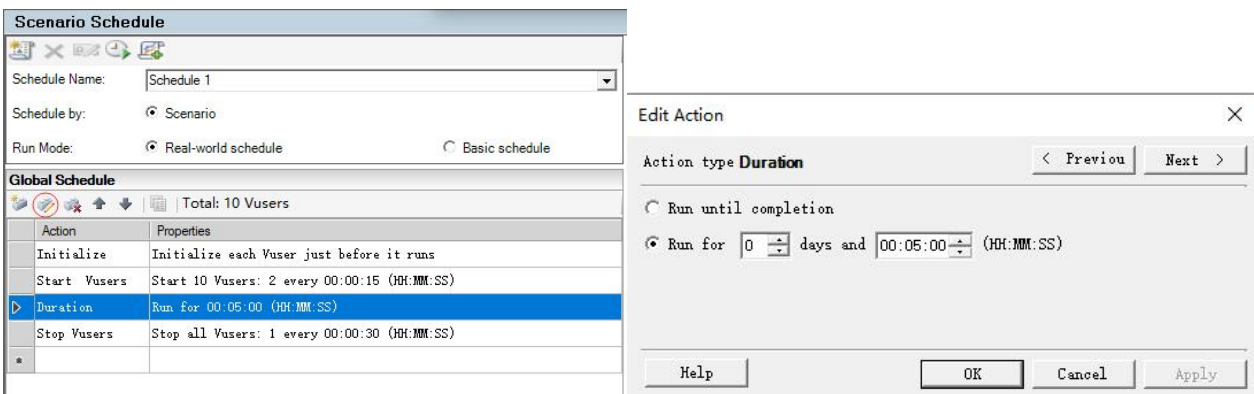 Scenario Schedule
Schedule Name: Schedule 1
Schedule by: Scenario
Run Mode: Real-world schedule Basic schedule
Global Schedule
Total: 10 Vusers
Action Properties
Initialize Initialize each Vuser just before it runs
Start Vusers Start 10 Vusers: 2 every 00:00:15 (HH:MM:SS)
Duration Run for 00:05:00 (HH:MM:SS)
Stop Vusers Stop all Vusers: 1 every 00:00:30 (HH:MM:SS)
*
Edit Action
Action type Duration < Previou Next >
Run until completion
Run for 0 days and 00:05:00 (HH:MM:SS)
Help OK Cancel Apply